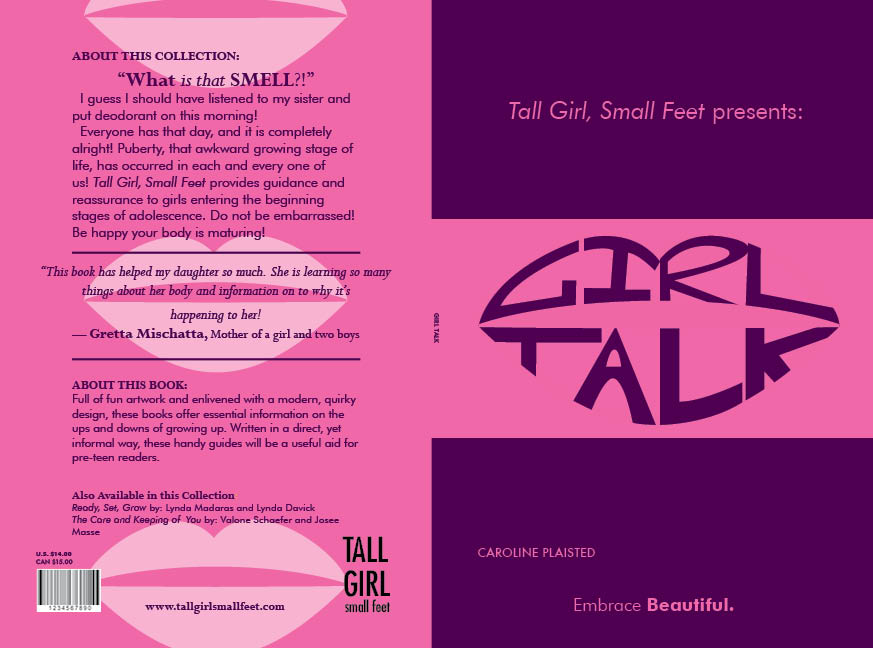 ABOUT THIS COLLECTION:
“What is that SMELL?!”
I guess I should have listened to my sister and
put deodorant on this morning!
Everyone has that day, and it is completely
alright! Puberty, that awkward growing stage of
life, has occurred in each and every one of
us! Tall Girl, Small Feet provides guidance and
reassurance to girls entering the beginning
stages of adolescence. Do not be embarrassed!
Be happy your body is maturing!
“This book has helped my daughter so much. She is learning so many
things about her body and information on to why it’s
happening to her!
— Gretta Mischatta, Mother of a girl and two boys
ABOUT THIS BOOK:
Full of fun artwork and enlivened with a modern, quirky
design, these books offer essential information on the
ups and downs of growing up. Written in a direct, yet
informal way, these handy guides will be a useful aid for
pre-teen readers.
Also Available in this Collection
Ready, Set, Grow by: Lynda Madaras and Lynda Davick
The Care and Keeping of You by: Valorie Schaefer and Josee
Masse
U.S. $14.00
CAN $15.00
1234567890
www.tallgirlsmallfeet.com
TALL
GIRL
small feet
GIRL TALK
Tall Girl, Small Feet presents:
GIRL
TALK
CAROLINE PLAISTED
Embrace Beautiful.